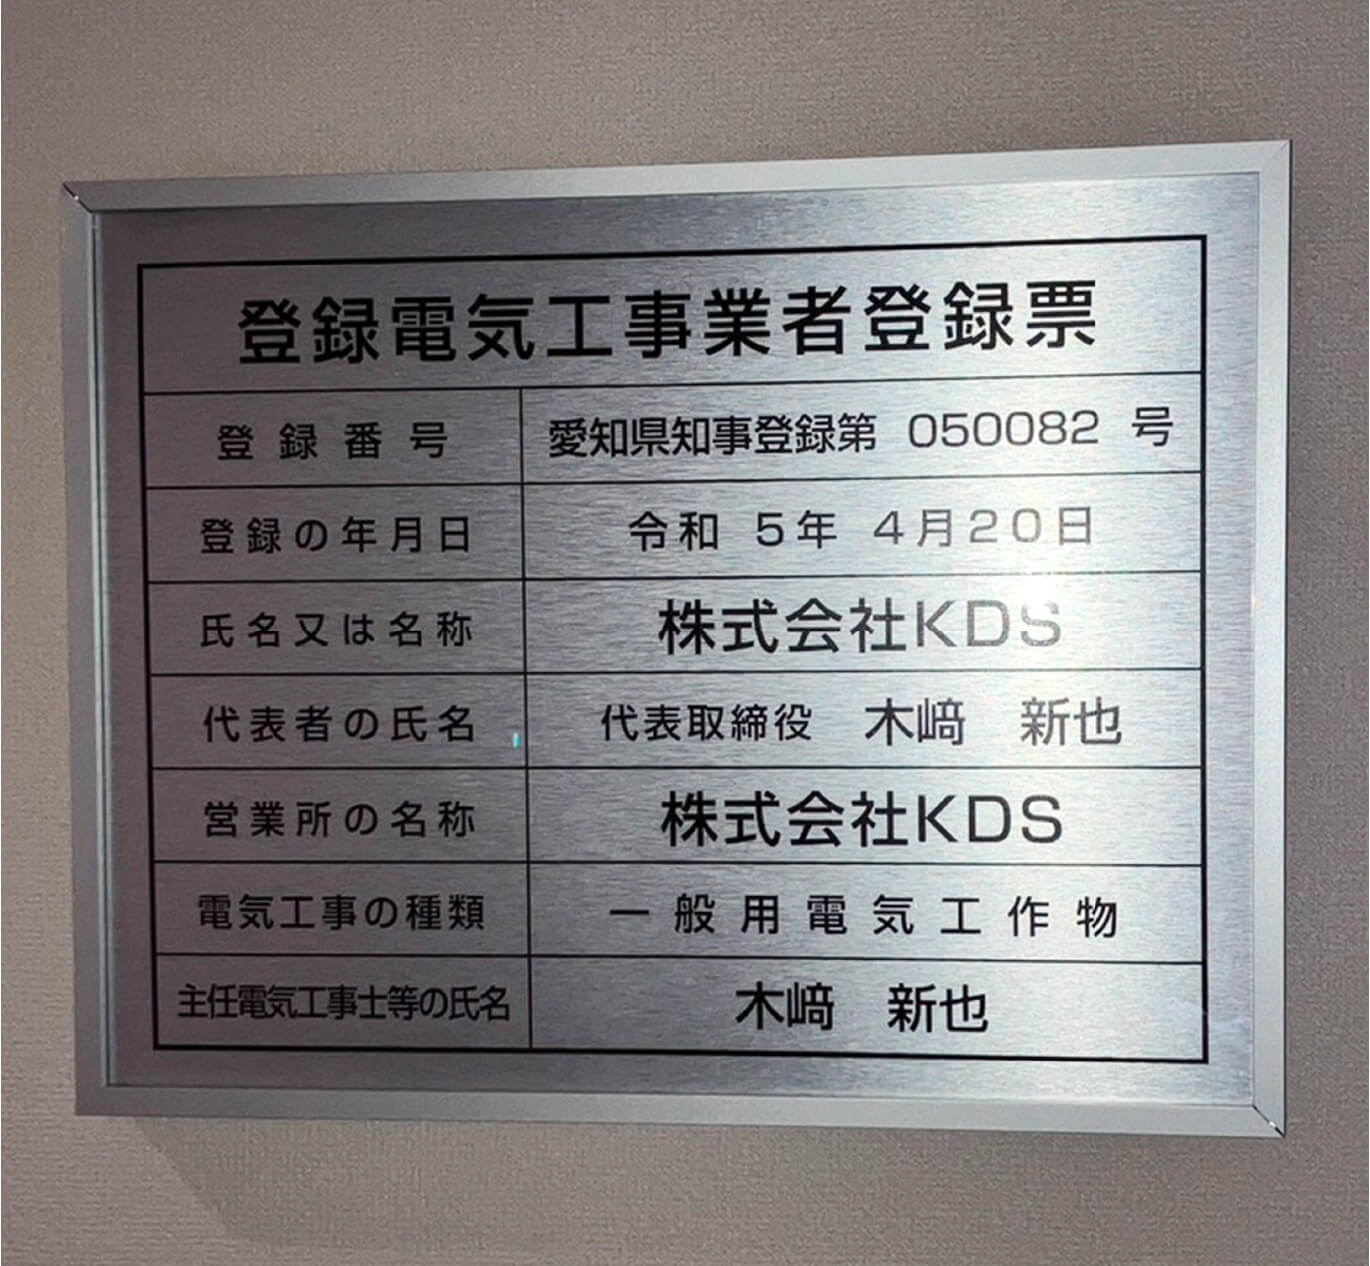 登録電気工事業者登録票
登録番号 愛知県知事登録第 050082 号
登録の年月日 令和 5年 4月20日
氏名又は名称 株式会社KDS
代表者の氏名 代表取締役 木﨑 新也
営業所の名称 株式会社KDS
電気工事の種類 一般用電気工作物
主任電気工事士等の氏名 木﨑 新也